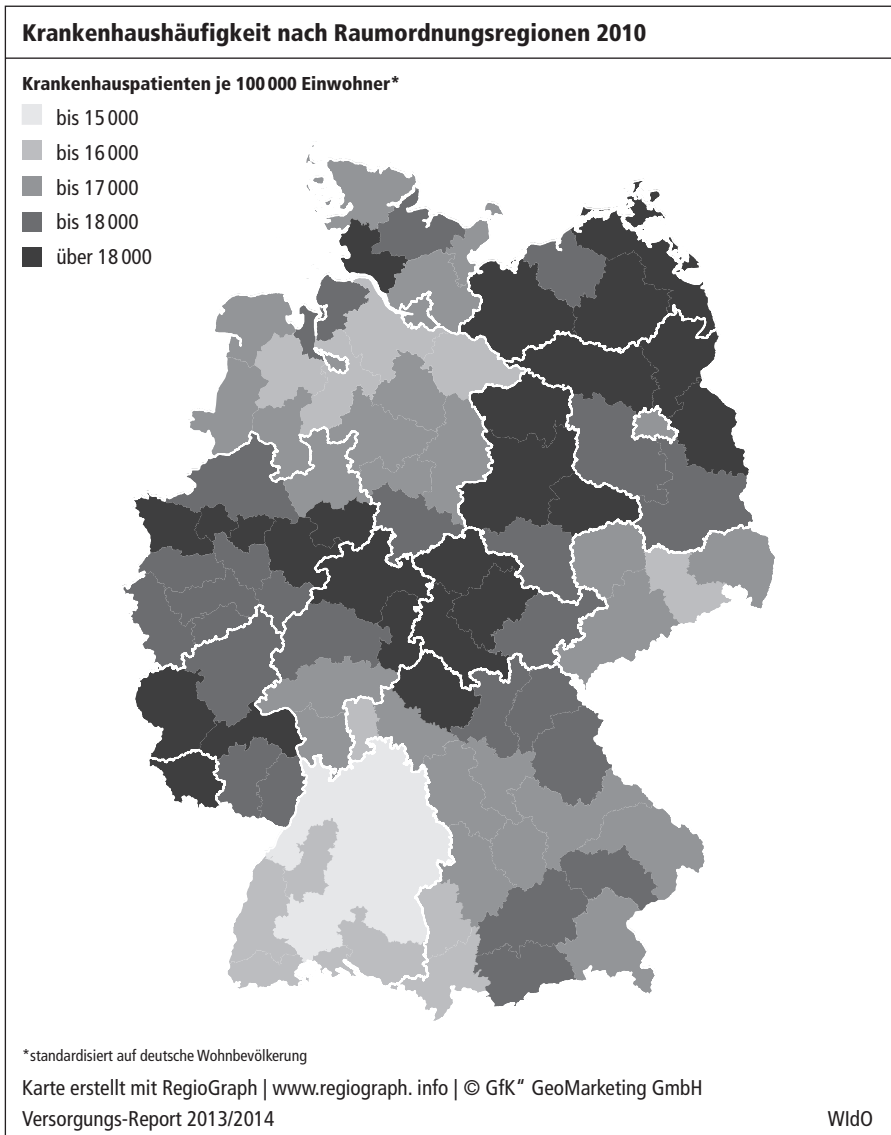 Krankenhaushäufigkeit nach Raumordnungsregionen 2010
Krankenhauspatienten je 100 000 Einwohner*
bis 15 000
bis 16 000
bis 17 000
bis 18 000
über 18 000
*standardisiert auf deutsche Wohnbevölkerung
Karte erstellt mit RegioGraph | www.regiograph. info | © GfK“ GeoMarketing GmbH
Versorgungs-Report 2013/2014 WIdO